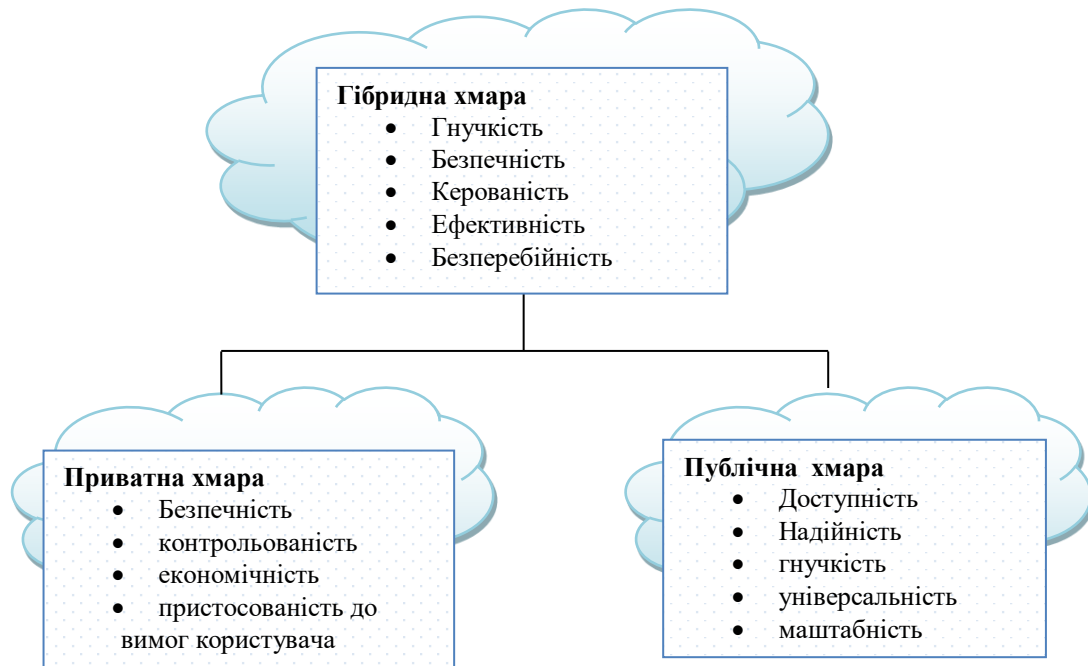 Гібридна хмара
• Гнучкість
• Безпечність
• Керованість
• Ефективність
• Безперебійність
Приватна хмара
• Безпечність
• контрольованість
• економічність
• пристосованість до
вимог користувача
Публічна хмара
• Доступність
• Надійність
• гнучкість
• універсальність
• маштабність